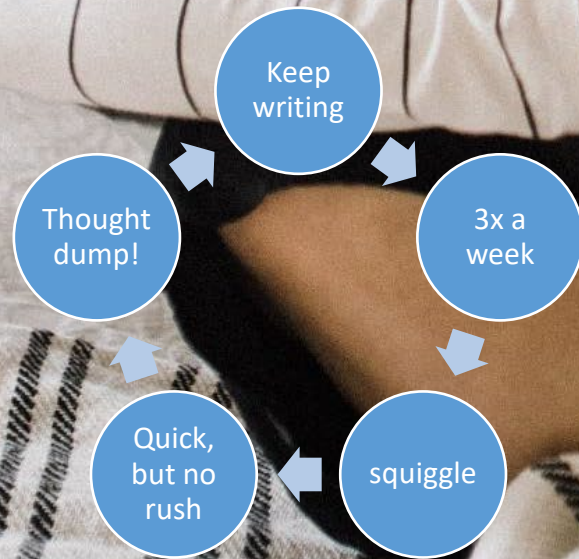 Keep
writing
3x a
week
squiggle
Quick,
but no
rush
Thought
dump!